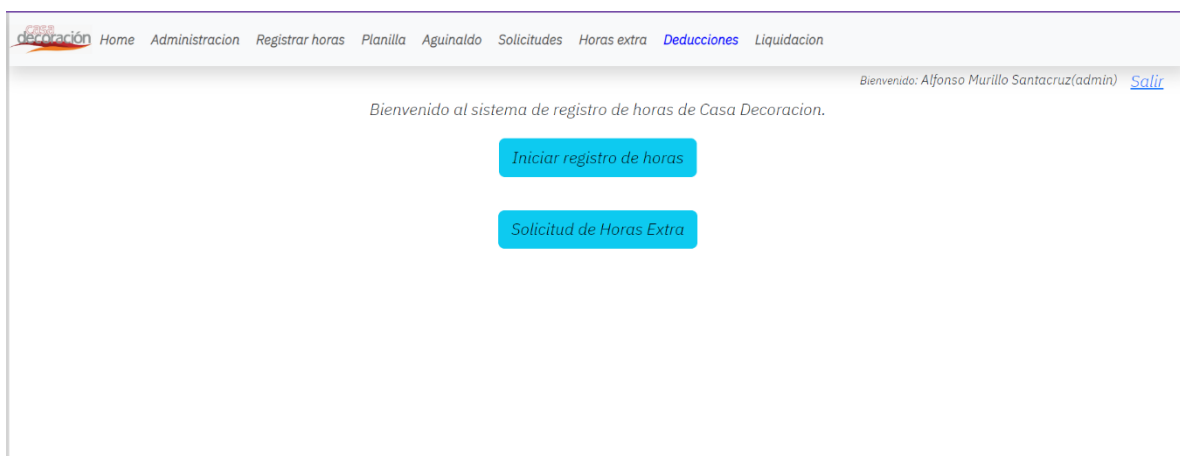 casa
decoración Home Administracion Registrar horas Planilla Aguinaldo Solicitudes Horas extra Deducciones Liquidacion
Bienvenido: Alfonso Murillo Santacruz(admin) Salir
Bienvenido al sistema de registro de horas de Casa Decoracion.
Iniciar registro de horas
Solicitud de Horas Extra